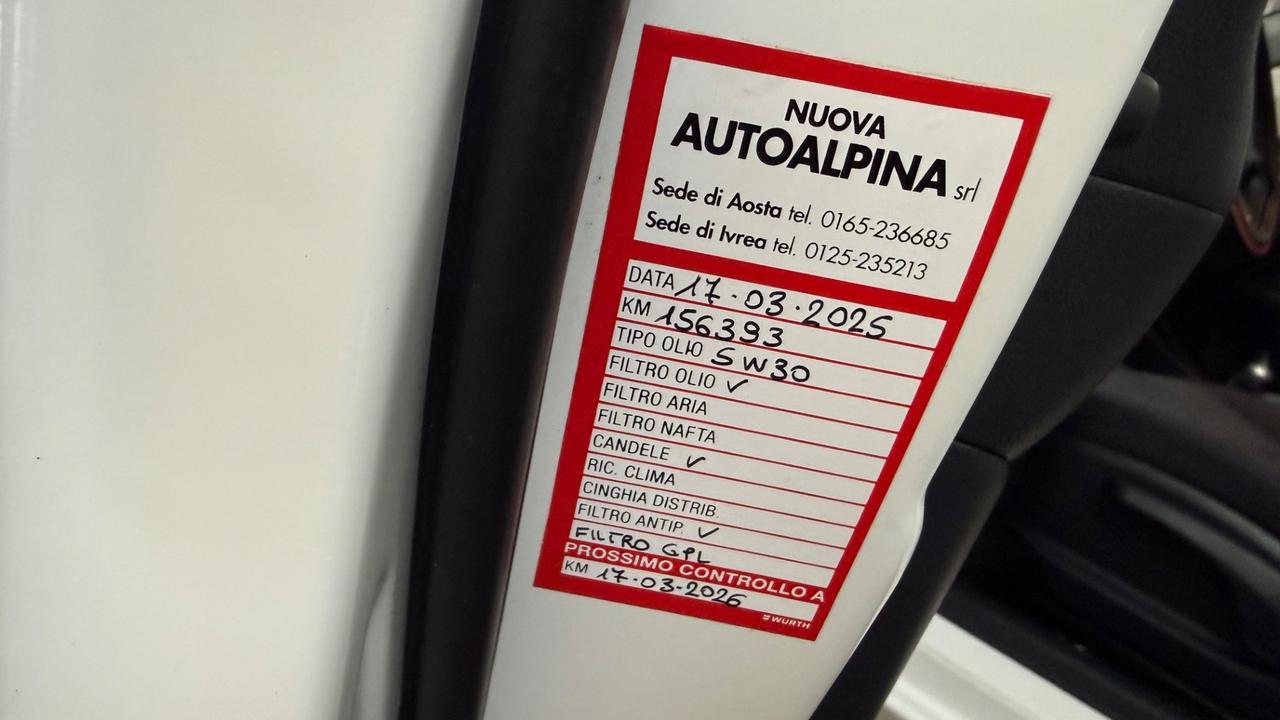 NUOVA
AUTOALPINA srl
Sede di Aosta tel. 0165-236685
Sede di Ivrea tel. 0125-235213
DATA 17.03.2025
KM 156393
TIPO OLIO 5W30
FILTRO OLIO ✓
FILTRO ARIA
FILTRO NAFTA
CANDELE ✓
RIC. CLIMA
CINGHIA DISTRIB.
FILTRO ANTIP. ✓
FILTRO GPL
PROSSIMO CONTROLLO A
KM 17-03-2026
WURTH